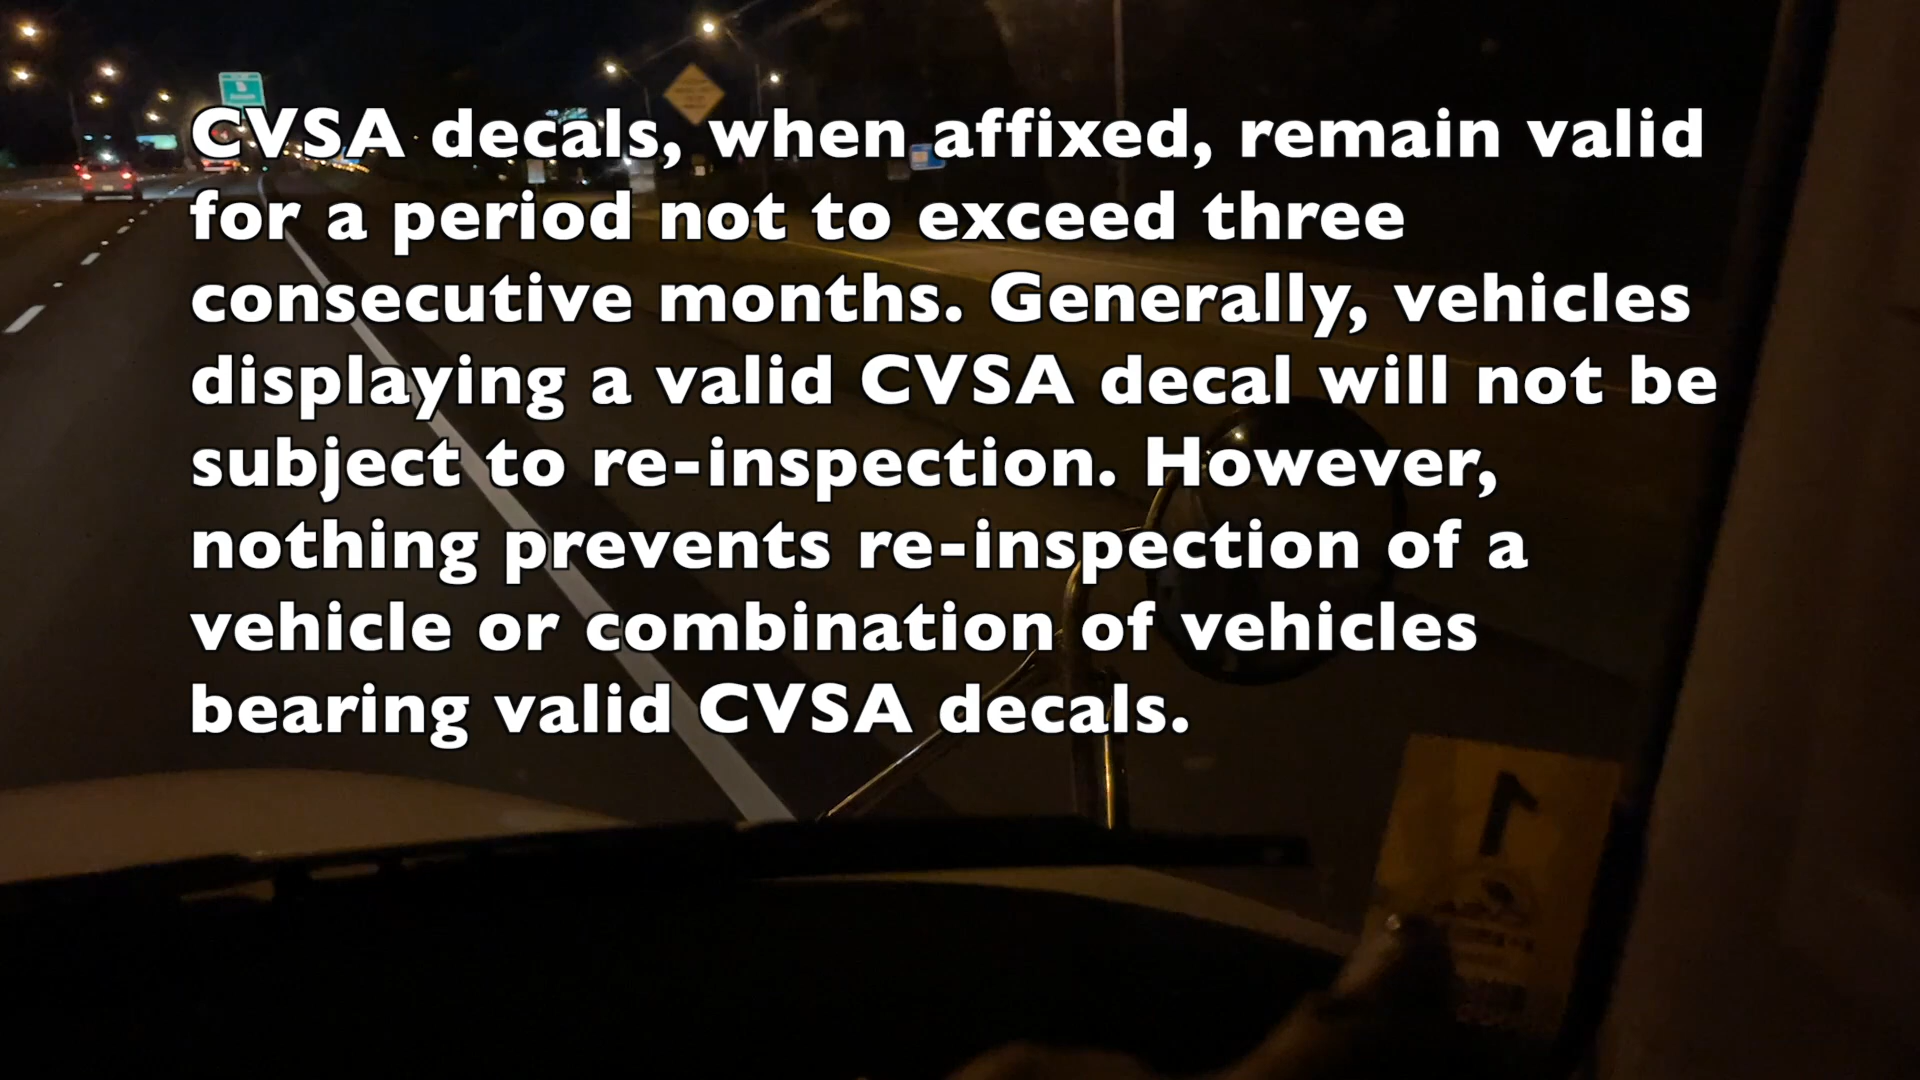 CVSA decals, when affixed, remain valid
for a period not to exceed three
consecutive months. Generally, vehicles
displaying a valid CVSA decal will not be
subject to re-inspection. However,
nothing prevents re-inspection of a
vehicle or combination of vehicles
bearing valid CVSA decals.
1